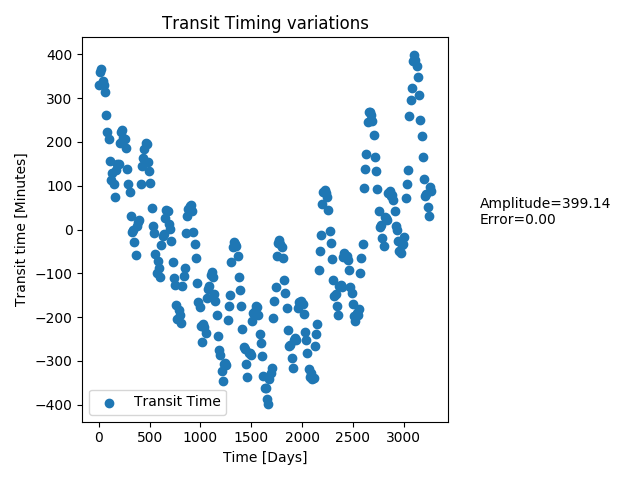 Transit Timing variations
Transit time [Minutes]
400
300
200
100
0
−100
−200
−300
−400
Transit Time
0 500 1000 1500 2000 2500 3000
Time [Days]
Amplitude=399.14
Error=0.00